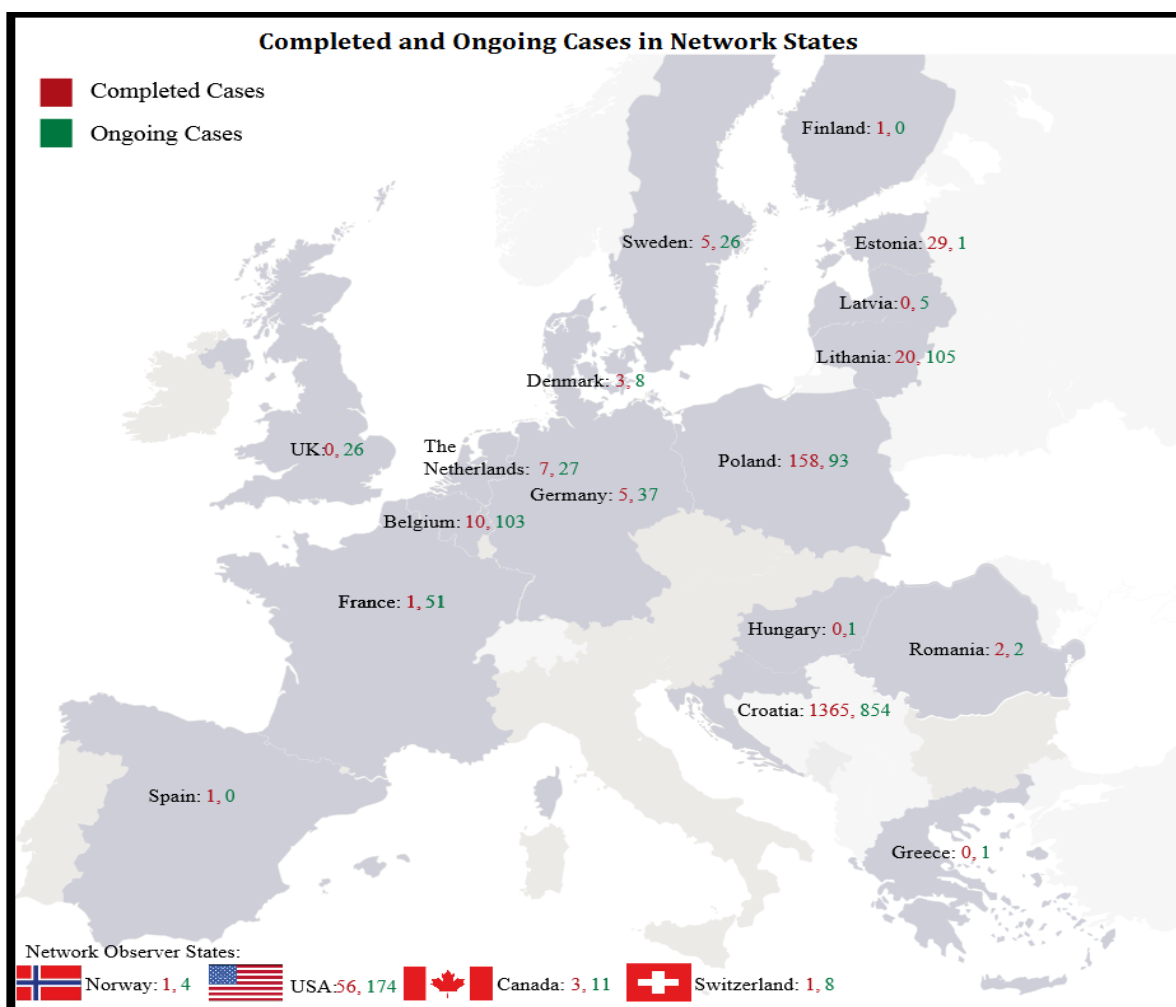 Completed and Ongoing Cases in Network States
Completed Cases
Ongoing Cases
Finland: 1, 0
Sweden: 5, 26
Estonia: 29, 1
Latvia: 0, 5
Lithania: 20, 105
Denmark: 3, 8
UK:0, 26
The
Netherlands: 7, 27
Poland: 158, 93
Germany: 5, 37
Belgium: 10, 103
France: 1, 51
Hungary: 0,1
Romania: 2, 2
Croatia: 1365, 854
Spain: 1, 0
Greece: 0, 1
Network Observer States:
Norway: 1, 4 USA:56, 174 Canada: 3, 11 Switzerland: 1, 8